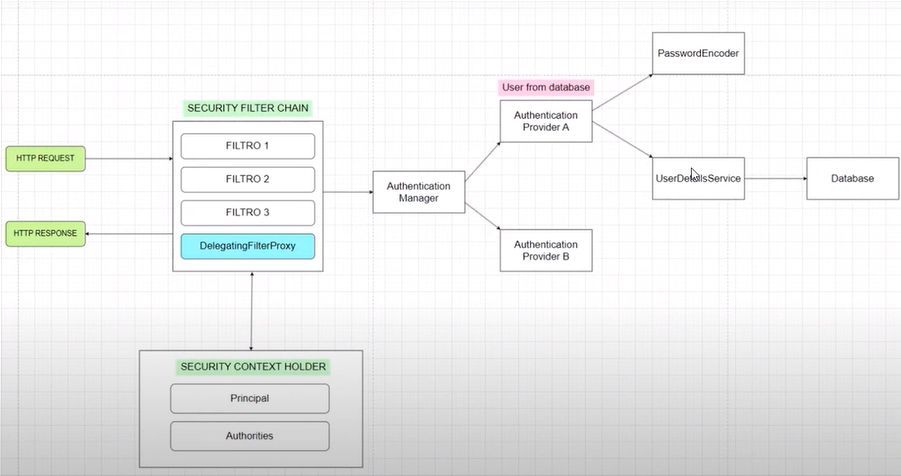 PasswordEncoder
User from database
SECURITY FILTER CHAIN
Authentication
Provider A
FILTRO 1
HTTP REQUEST
FILTRO 2
Authentication
Manager
UserDetailsService
Database
FILTRO 3
HTTP RESPONSE
DelegatingFilterProxy
Authentication
Provider B
SECURITY CONTEXT HOLDER
Principal
Authorities